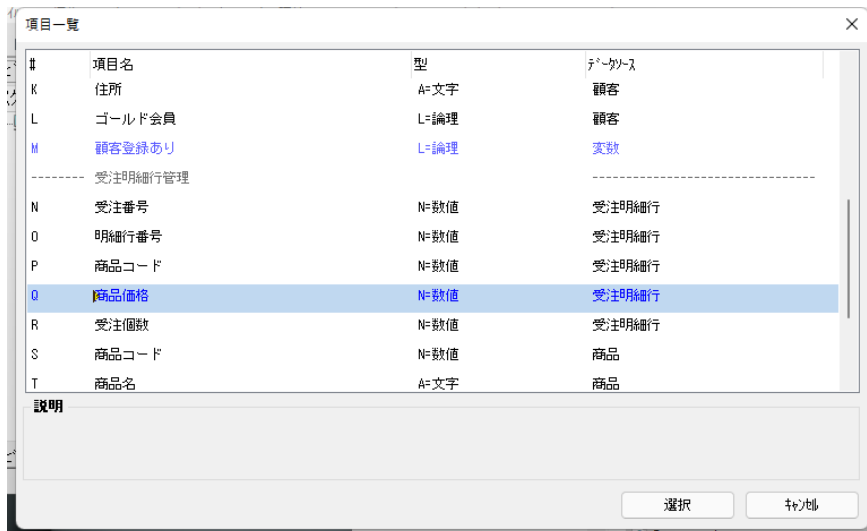 項目一覧
# 項目名 型 ﾃﾞｰﾀｿｰｽ
K 住所 A=文字 顧客
L ゴールド会員 L=論理 顧客
M 顧客登録あり L=論理 変数
-------- 受注明細行管理 --------------------------------
N 受注番号 N=数値 受注明細行
O 明細行番号 N=数値 受注明細行
P 商品コード N=数値 受注明細行
Q 商品価格 N=数値 受注明細行
R 受注個数 N=数値 受注明細行
S 商品コード N=数値 商品
T 商品名 A=文字 商品
説明
選択 ｷｬﾝｾﾙ